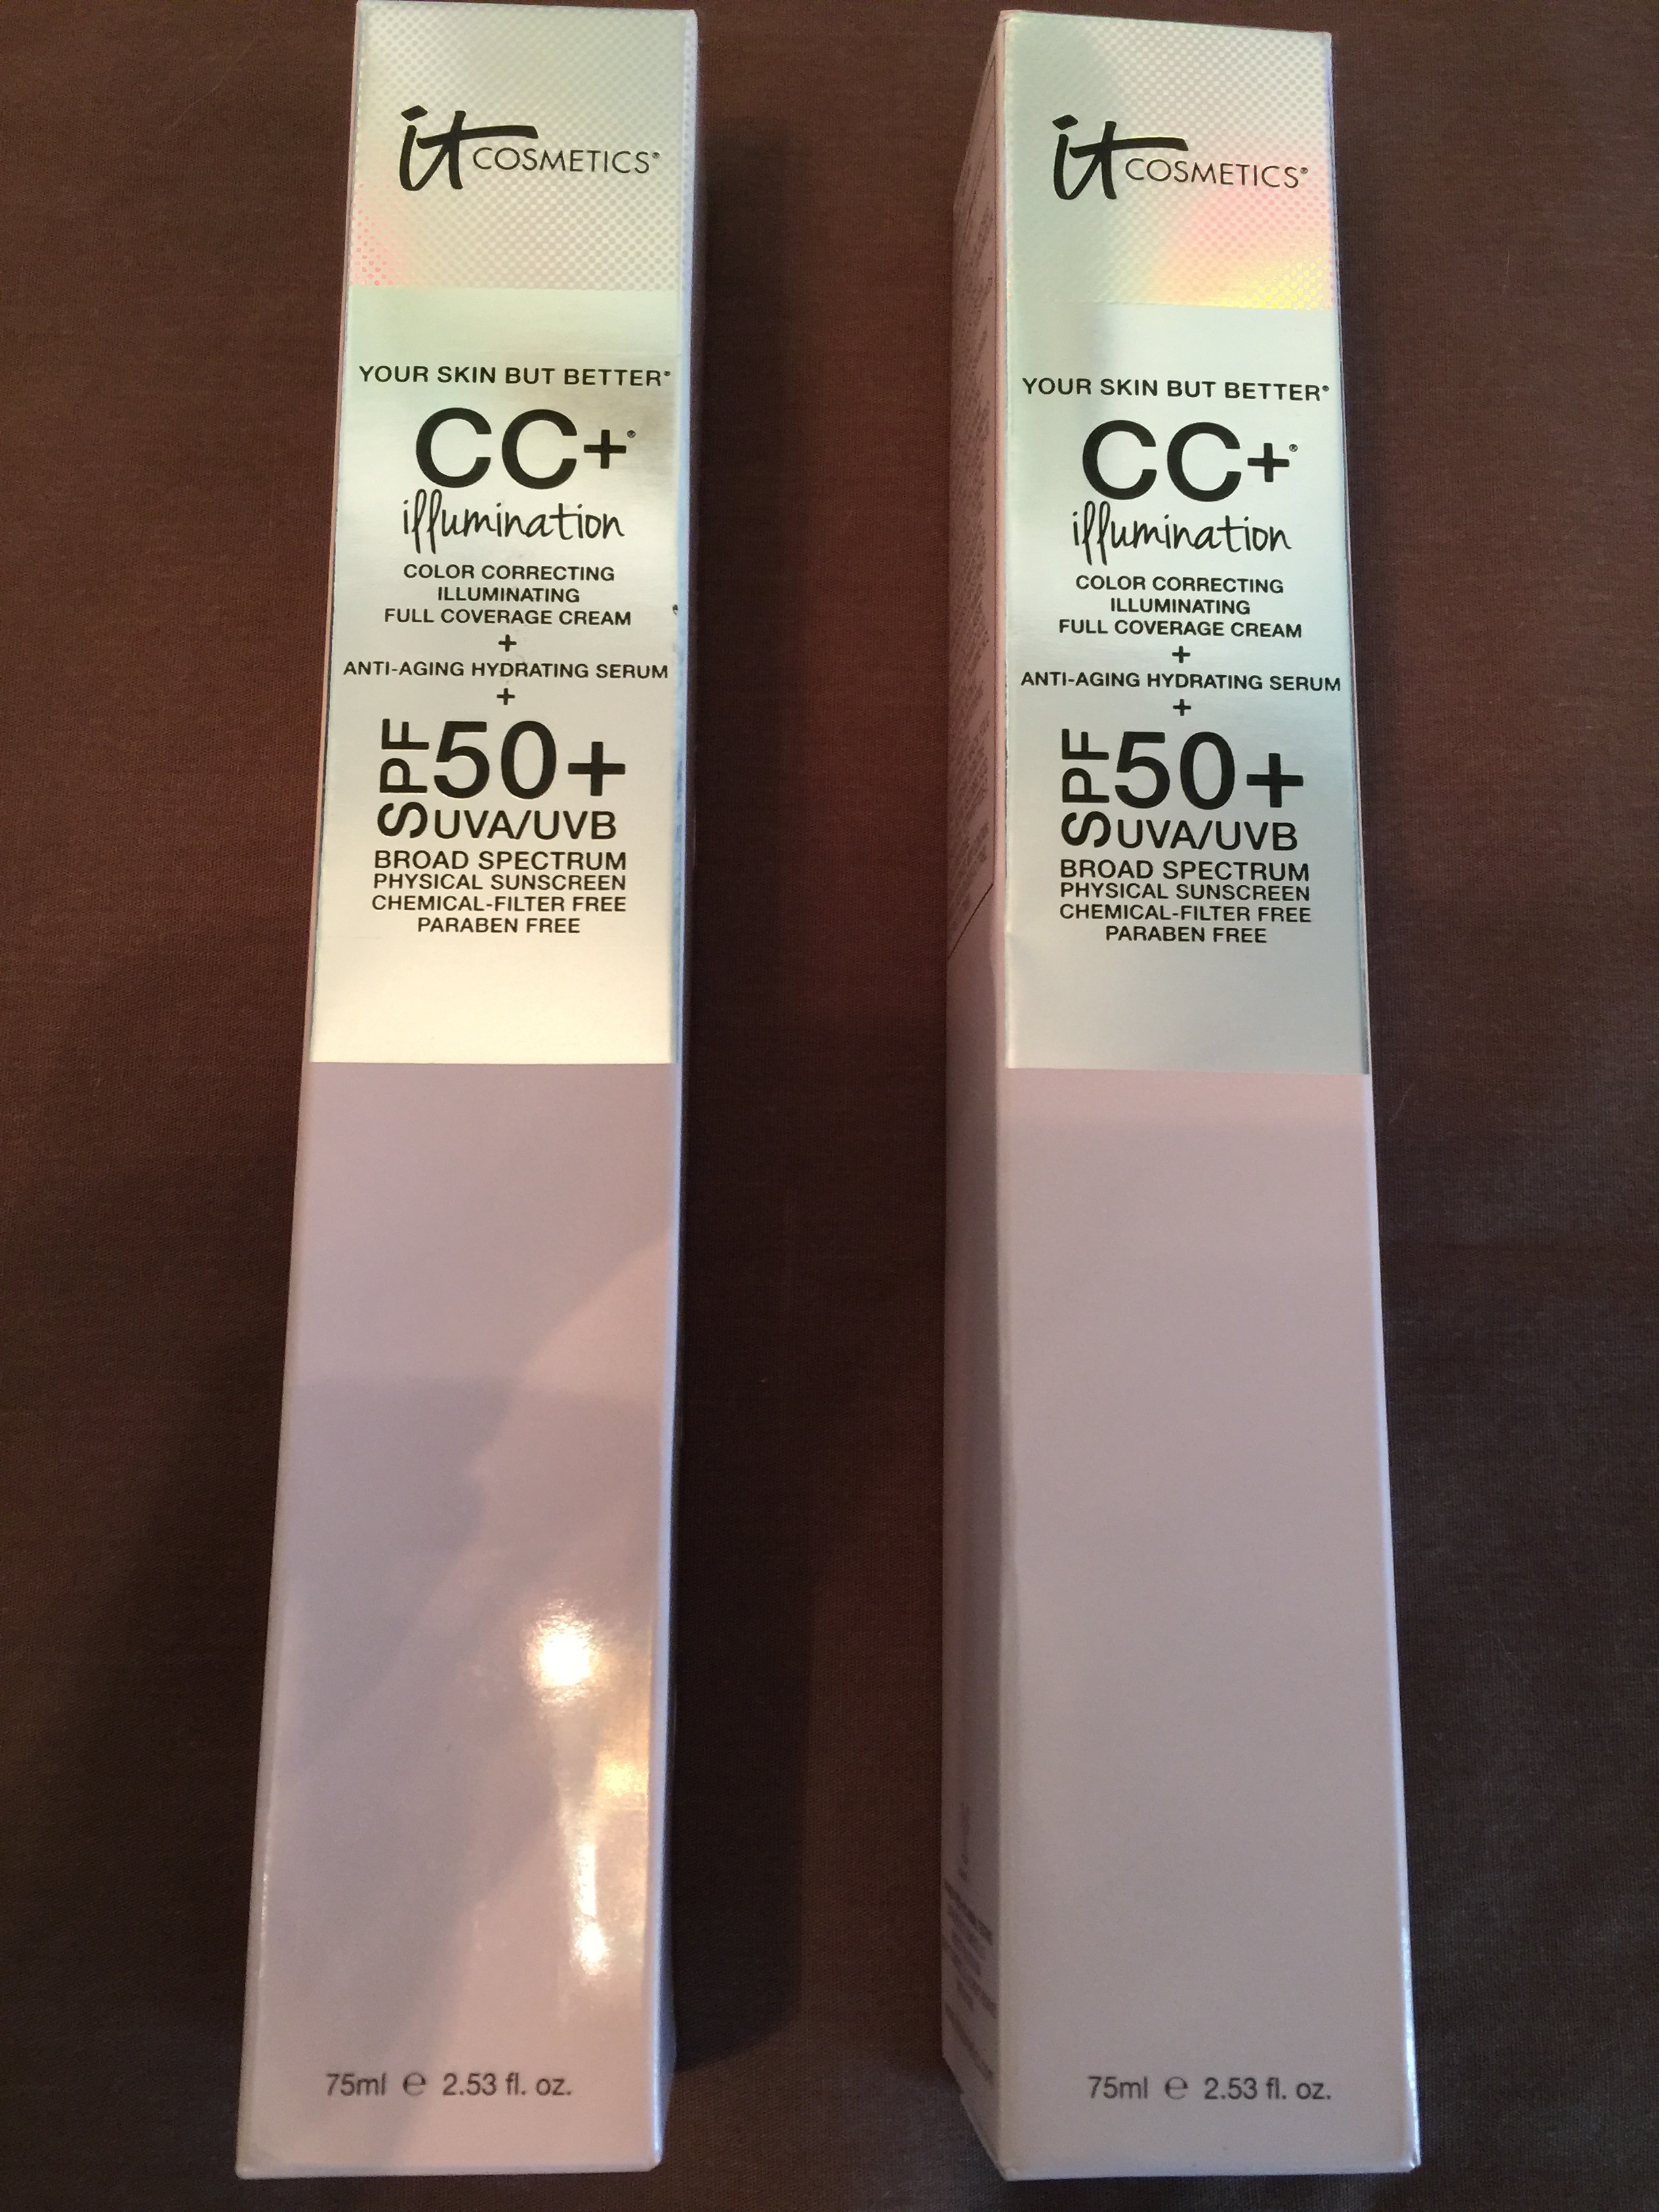 it COSMETICS®
YOUR SKIN BUT BETTER®
CC+®
illumination
COLOR CORRECTING
ILLUMINATING
FULL COVERAGE CREAM
+
ANTI-AGING HYDRATING SERUM
+
SPF 50+
UVA/UVB
BROAD SPECTRUM
PHYSICAL SUNSCREEN
CHEMICAL-FILTER FREE
PARABEN FREE
75ml ℮ 2.53 fl. oz.
it COSMETICS®
YOUR SKIN BUT BETTER®
CC+®
illumination
COLOR CORRECTING
ILLUMINATING
FULL COVERAGE CREAM
+
ANTI-AGING HYDRATING SERUM
+
SPF 50+
UVA/UVB
BROAD SPECTRUM
PHYSICAL SUNSCREEN
CHEMICAL-FILTER FREE
PARABEN FREE
75ml ℮ 2.53 fl. oz.